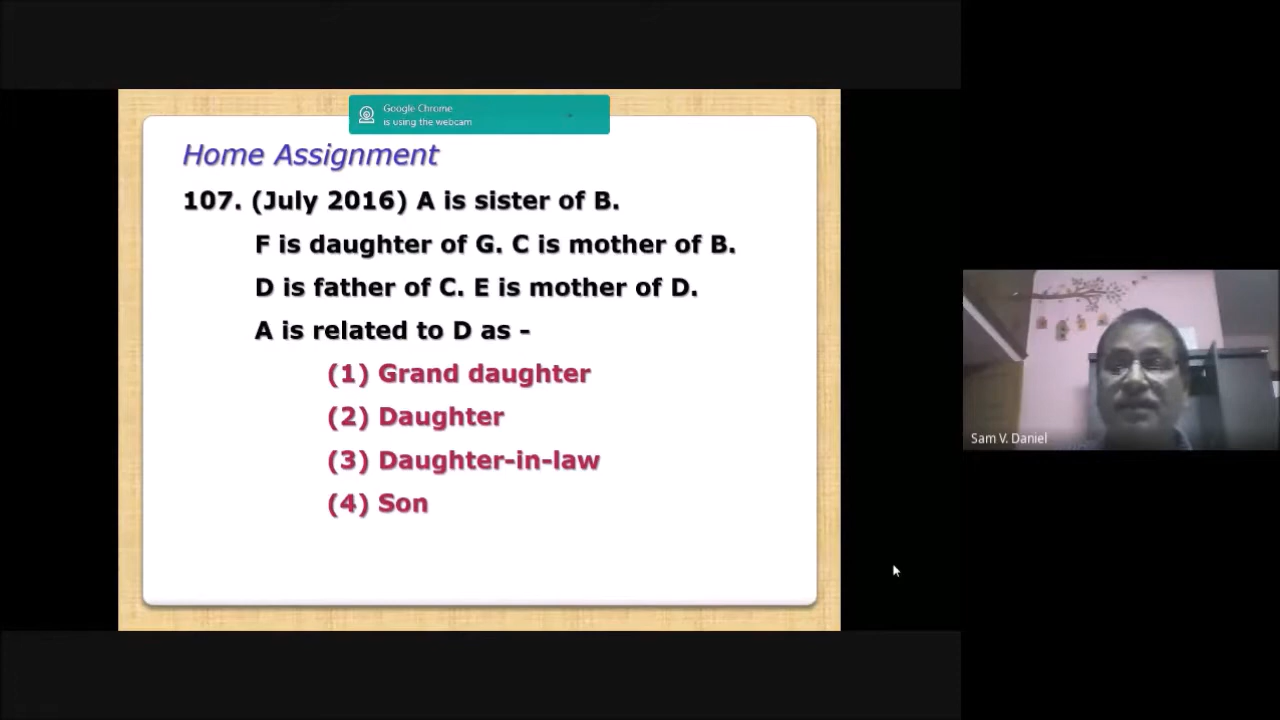 Google Chrome
is using the webcam
Home Assignment
107. (July 2016) A is sister of B.
F is daughter of G. C is mother of B.
D is father of C. E is mother of D.
A is related to D as -
(1) Grand daughter
(2) Daughter
(3) Daughter-in-law
(4) Son
Sam V. Daniel